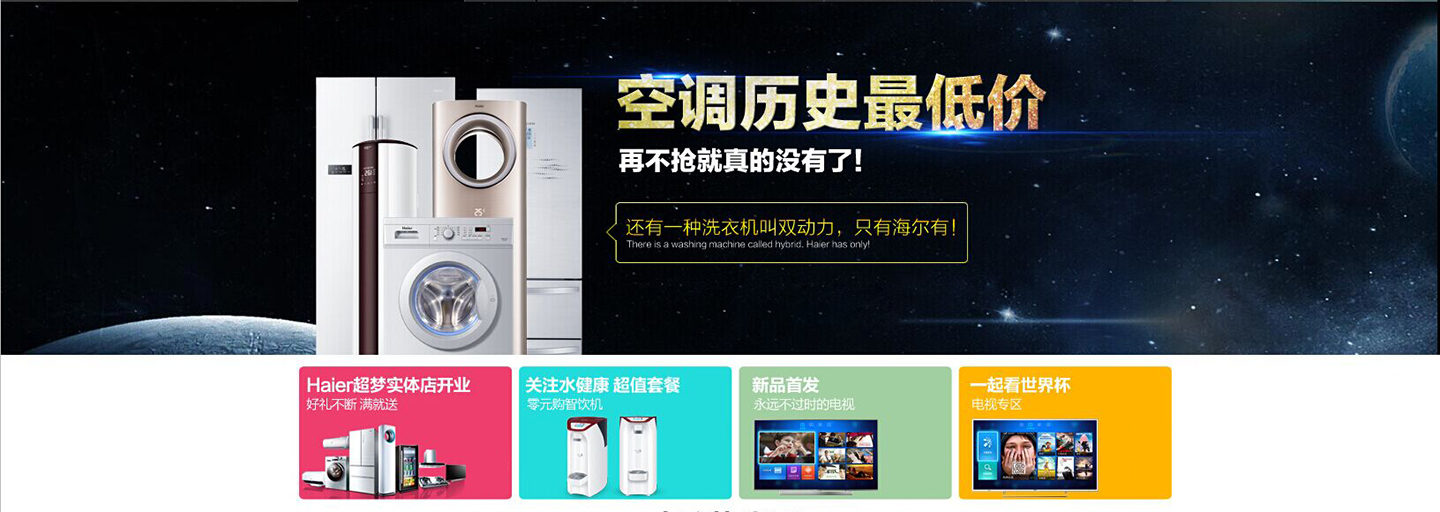 空调历史最低价
再不抢就真的没有了!
还有一种洗衣机叫双动力，只有海尔有!
There is a washing machine called hybrid. Haier has only!
Haier
25
Haier超梦实体店开业
好礼不断 满就送
关注水健康 超值套餐
零元购智饮机
新品首发
永远不过时的电视
一起看世界杯
电视专区